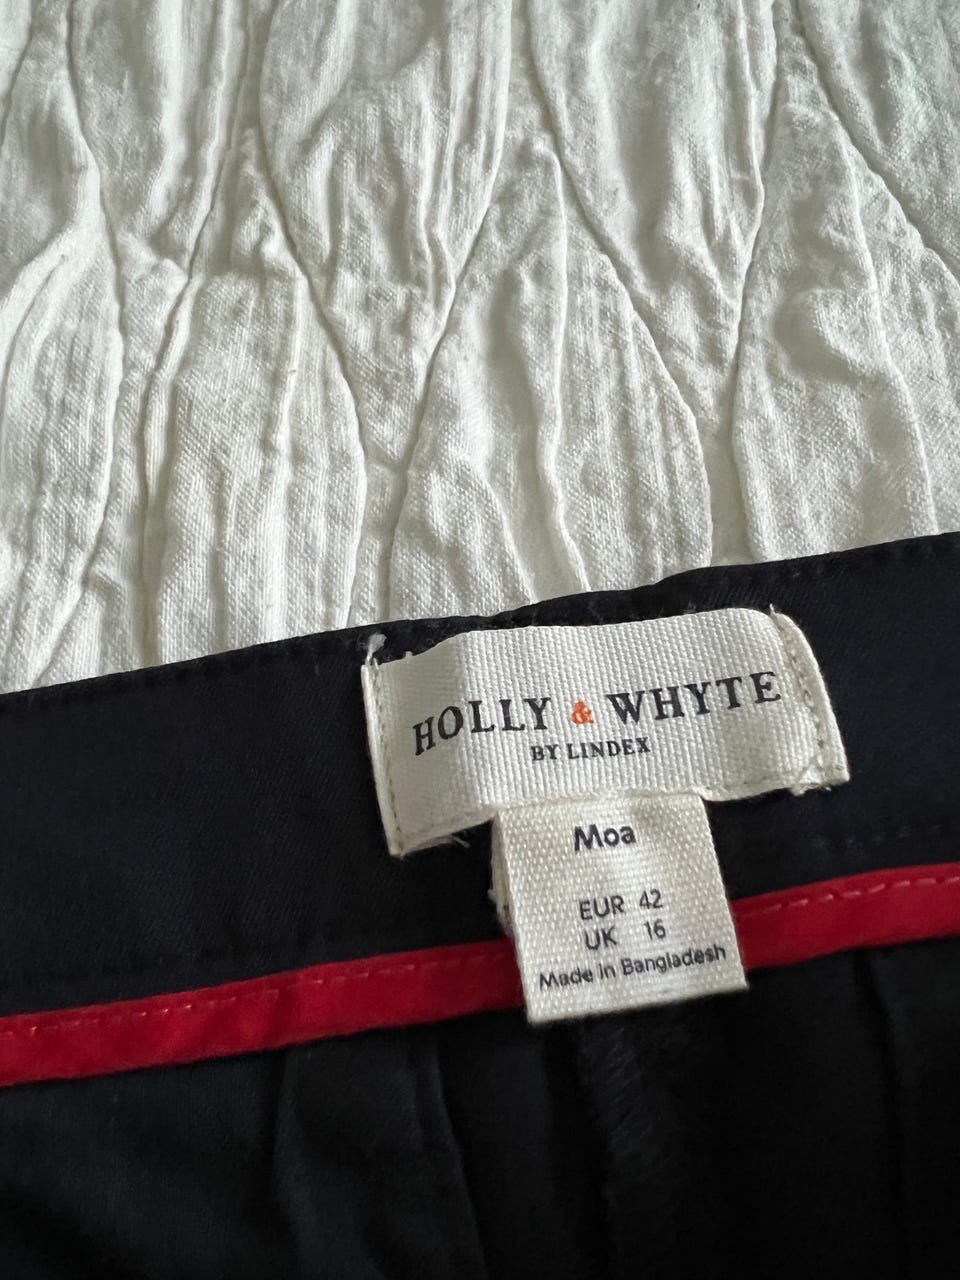 HOLLY & WHYTE
BY LINDEX
Moa
EUR 42
UK 16
Made in Bangladesh